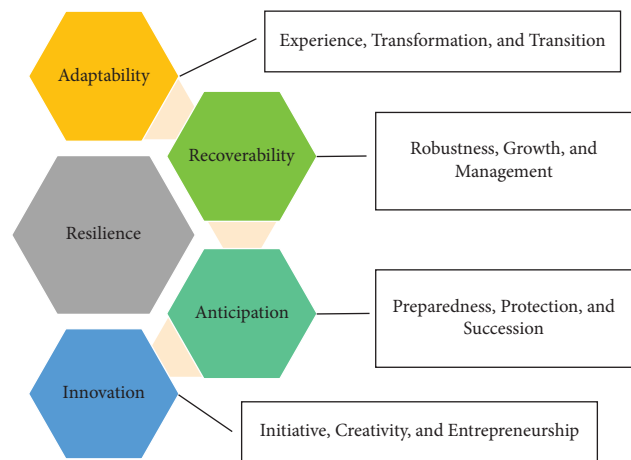 Adaptability
Experience, Transformation, and Transition
Recoverability
Robustness, Growth, and
Management
Resilience
Anticipation
Preparedness, Protection, and
Succession
Innovation
Initiative, Creativity, and Entrepreneurship